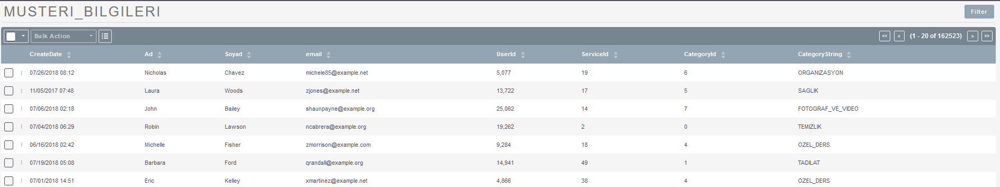 MUSTERI_BILGILERI
Filter
Bulk Action << < (1 - 20 of 162523) > >>
CreateDate Ad Soyad email UserId ServiceId CategoryId CategoryString
07/26/2018 08:12 Nicholas Chavez michele85@example.net 5,077 19 6 ORGANIZASYON
11/05/2017 07:48 Laura Woods zjones@example.net 13,722 17 5 SAGLIK
07/06/2018 02:18 John Bailey shaunpayne@example.org 25,062 14 7 FOTOGRAF_VE_VIDEO
07/04/2018 06:29 Robin Lawson ncabrera@example.org 19,262 2 0 TEMIZLIK
06/16/2018 02:42 Michelle Fisher zmorrison@example.com 9,284 18 4 OZEL_DERS
07/19/2018 05:08 Barbara Ford qrandall@example.org 14,941 49 1 TADILAT
07/01/2018 14:51 Eric Kelley xmartinez@example.net 4,866 38 4 OZEL_DERS